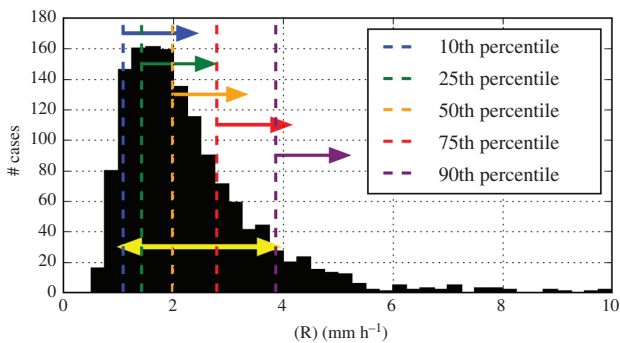 180
160
140
120
100
80
60
40
20
0
# cases
10th percentile
25th percentile
50th percentile
75th percentile
90th percentile
0 2 4 6 8 10
(R) (mm h⁻¹)